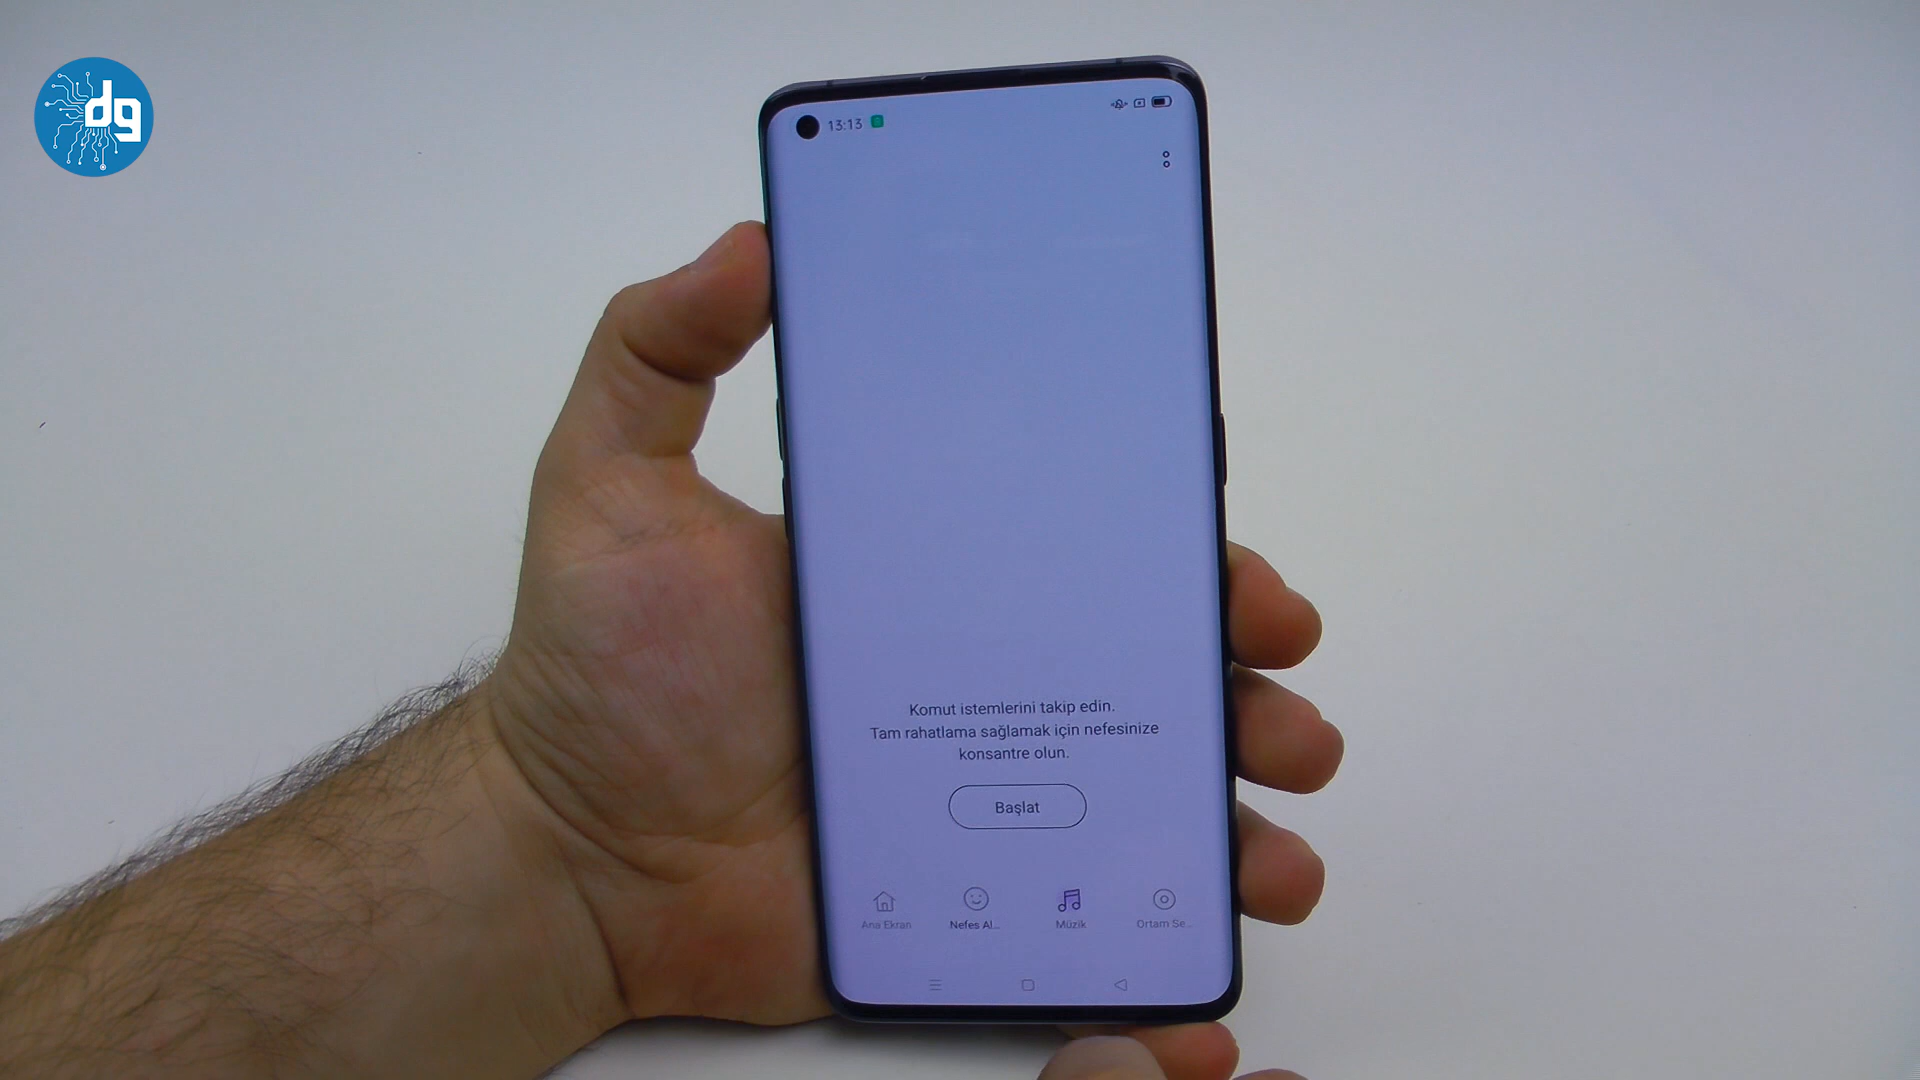 dg
13:13
Komut istemlerini takip edin.
Tam rahatlama sağlamak için nefesinize
konsantre olun.
Başlat
Ana Ekran
Nefes Al...
Müzik
Ortam Se...